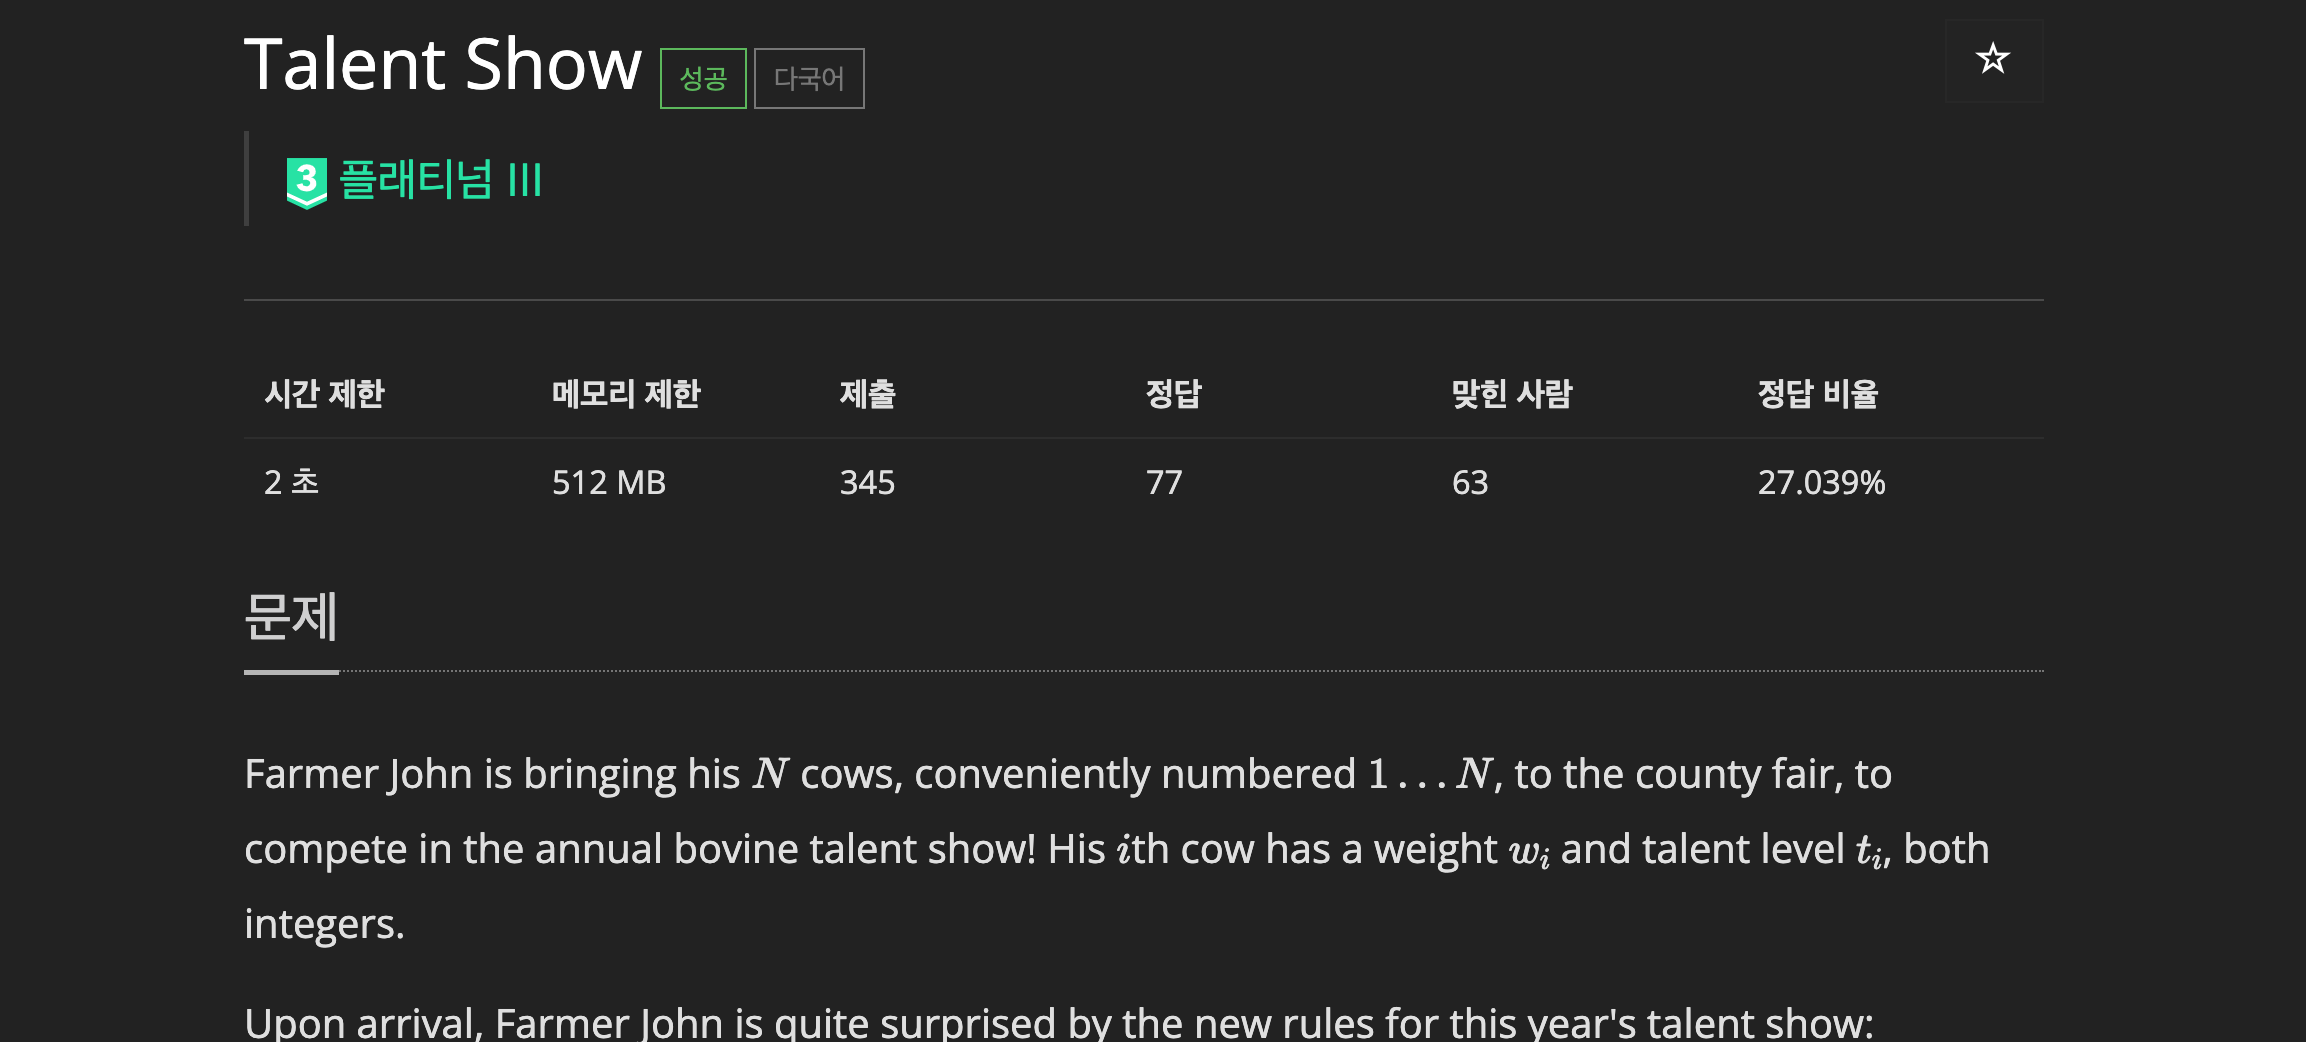 Talent Show 성공 다국어
3 플래티넘 III
시간 제한 메모리 제한 제출 정답 맞힌 사람 정답 비율
2 초 512 MB 345 77 63 27.039%
문제
Farmer John is bringing his N cows, conveniently numbered 1…N, to the county fair, to
compete in the annual bovine talent show! His ith cow has a weight wᵢ and talent level tᵢ, both
integers.
Upon arrival, Farmer John is quite surprised by the new rules for this year's talent show: